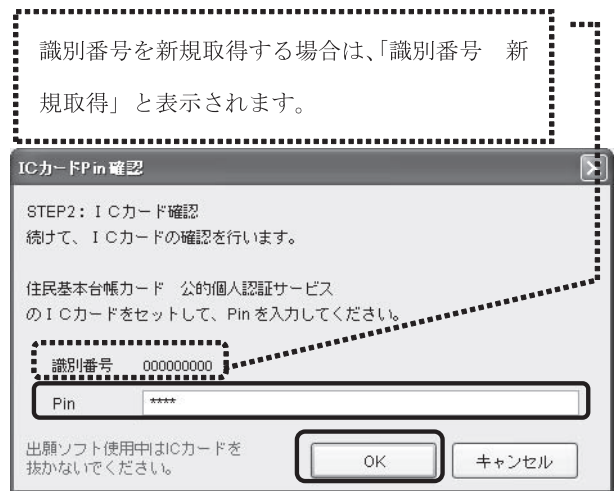 識別番号を新規取得する場合は、「識別番号　新
規取得」と表示されます。
ICカードPin確認
STEP2：ＩＣカード確認
続けて、ＩＣカードの確認を行います。
住民基本台帳カード　公的個人認証サービス
のＩＣカードをセットして、Pinを入力してください。
識別番号　000000000
Pin　****
出願ソフト使用中はICカードを
抜かないでください。
OK　キャンセル